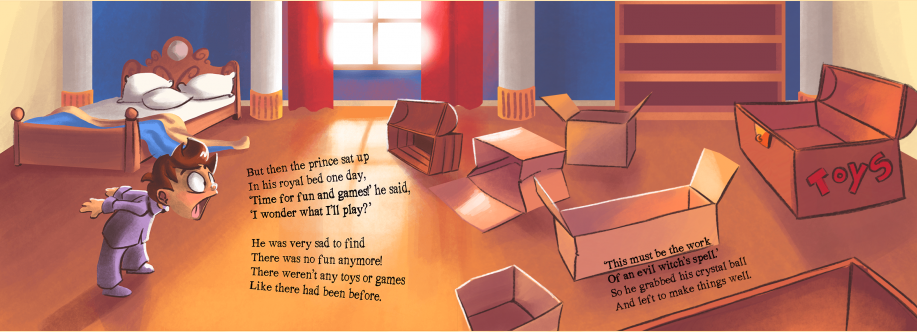 But then the prince sat up
In his royal bed one day,
'Time for fun and games!' he said,
'I wonder what I'll play?'
He was very sad to find
There was no fun anymore!
There weren't any toys or games
Like there had been before.
TOYS
'This must be the work
Of an evil witch's spell.'
So he grabbed his crystal ball
And left to make things well.